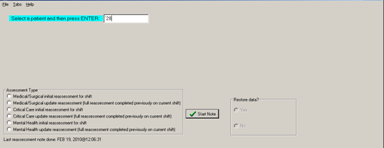 File Tabs Help
Select a patient and then press ENTER: 28
Assessment Type
Medical/Surgical initial reassessment for shift
Medical/Surgical update reassessment (full reassessment completed previously on current shift)
Critical Care initial reassessment for shift
Critical Care update reassessment (full reassessment completed previously on current shift)
Mental Health initial reassessment for shift
Mental Health update reassessment (full reassessment completed previously on current shift)
Start Note
Restore data?
Yes
No
Last reassessment note done: FEB 19, 2010@12:06:31